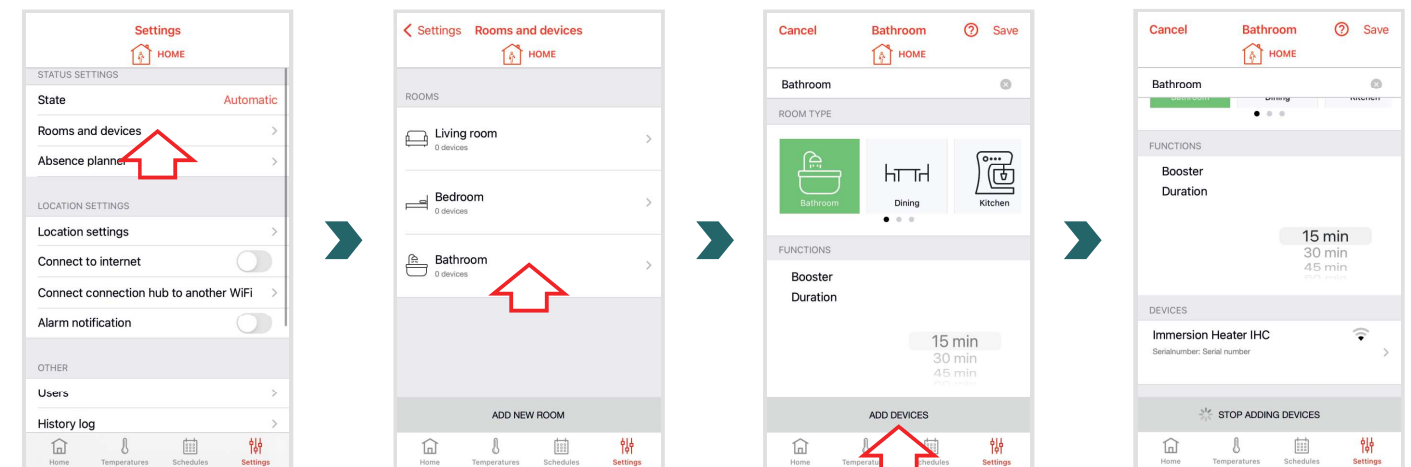 Settings
HOME
STATUS SETTINGS
State Automatic
Rooms and devices
Absence planner
LOCATION SETTINGS
Location settings
Connect to internet
Connect connection hub to another WiFi
Alarm notification
OTHER
Users
History log
Home Temperatures Schedules Settings
Settings Rooms and devices
HOME
ROOMS
Living room
0 devices
Bedroom
0 devices
Bathroom
0 devices
ADD NEW ROOM
Home Temperatures Schedules Settings
Cancel Bathroom ? Save
HOME
Bathroom
ROOM TYPE
Bathroom Dining Kitchen
FUNCTIONS
Booster
Duration
15 min
30 min
45 min
ADD DEVICES
Home Settings
Cancel Bathroom ? Save
HOME
Bathroom
Bathroom Dining Kitchen
FUNCTIONS
Booster
Duration
15 min
30 min
45 min
DEVICES
Immersion Heater IHC
Serialnumber: Serial number
STOP ADDING DEVICES
Home Temperatures Schedules Settings